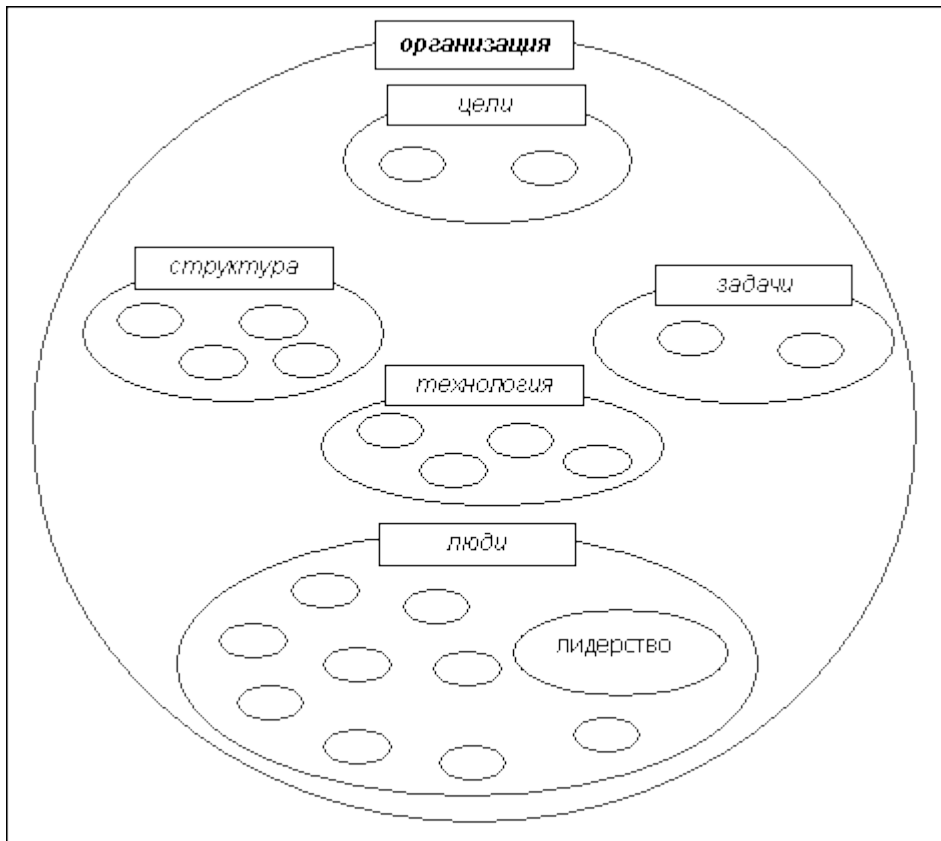 организация
цели
структура
задачи
технология
люди
лидерство